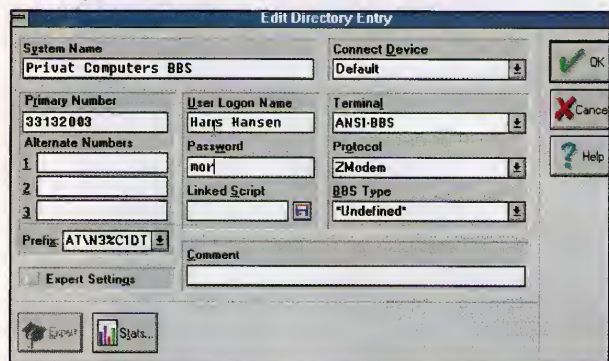 Edit Directory Entry
System Name
Privat Computers BBS
Connect Device
Default
OK
Primary Number
33132003
User Logon Name
Hans Hansen
Terminal
ANSI-BBS
Cancel
Alternate Numbers
1
2
3
Password
mor
Protocol
ZModem
Help
Linked Script
BBS Type
*Undefined*
Prefix: AT\N3%C1DT
Comment
Expert Settings
Expert
Stats...